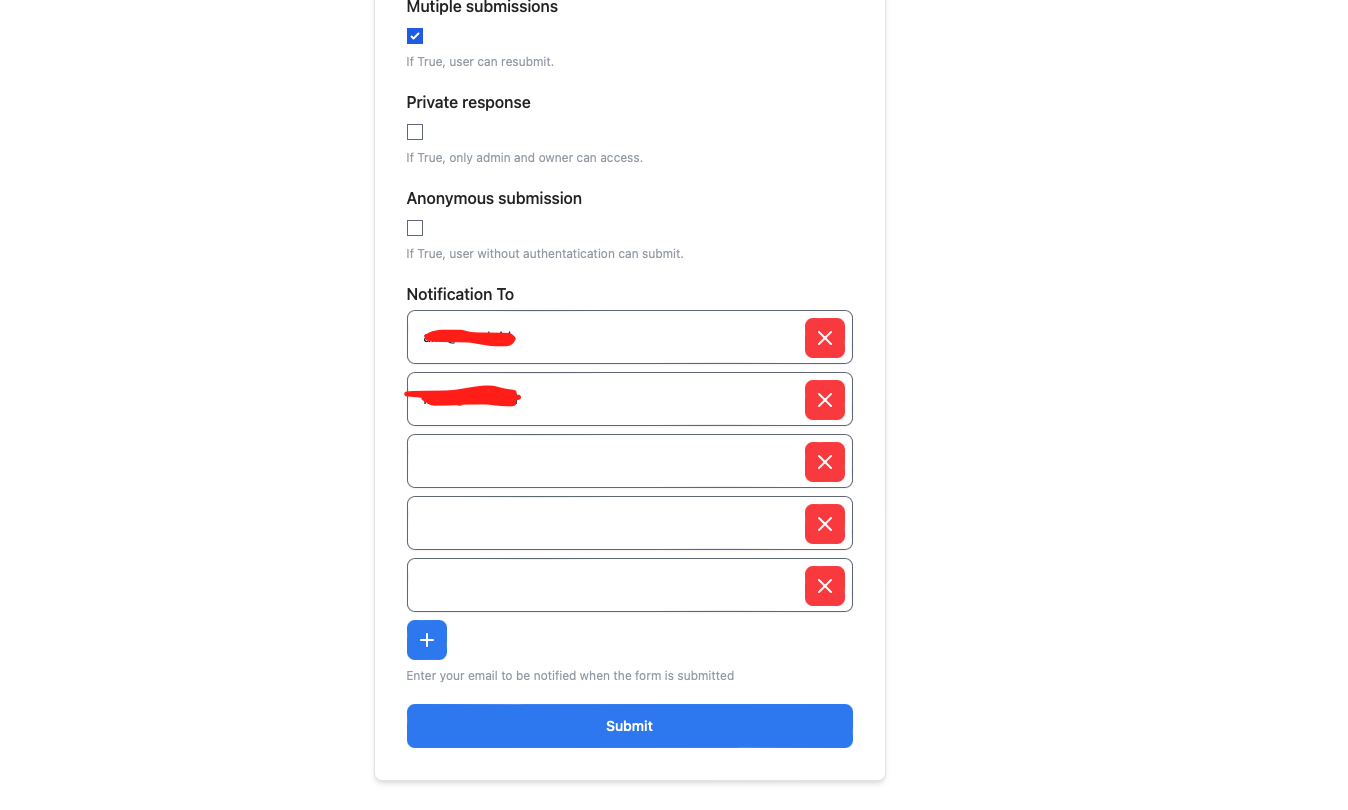 Mutiple submissions
If True, user can resubmit.
Private response
If True, only admin and owner can access.
Anonymous submission
If True, user without authentatication can submit.
Notification To
Enter your email to be notified when the form is submitted
Submit